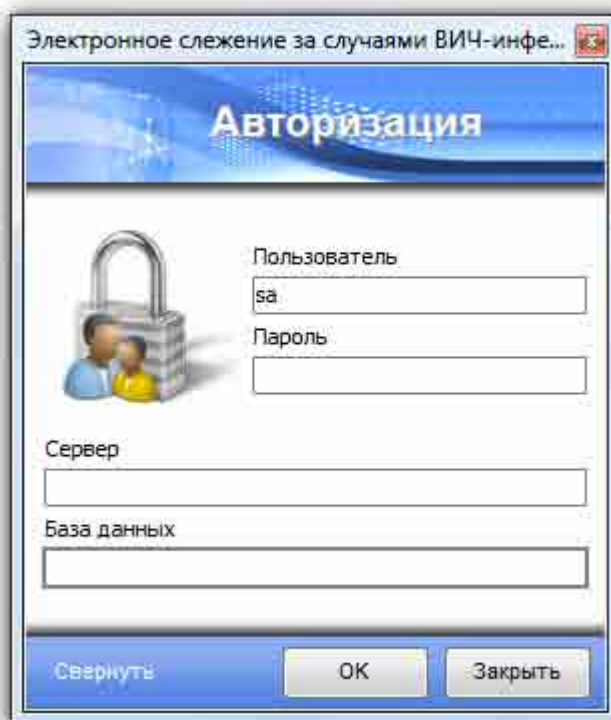 Электронное слежение за случаями ВИЧ-инфе...
Авторизация
Пользователь
sa
Пароль
Сервер
База данных
Свернуть
OK
Закрыть